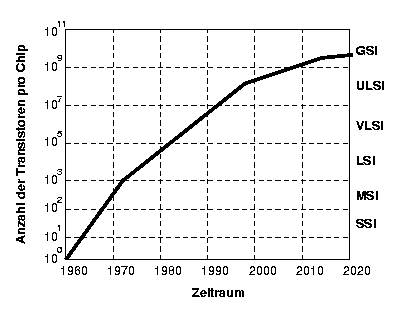 Anzahl der Transistoren pro Chip
10^11
10^9
10^7
10^5
10^3
10^2
10^1
10^0
GSI
ULSI
VLSI
LSI
MSI
SSI
1960 1970 1980 1990 2000 2010 2020
Zeitraum